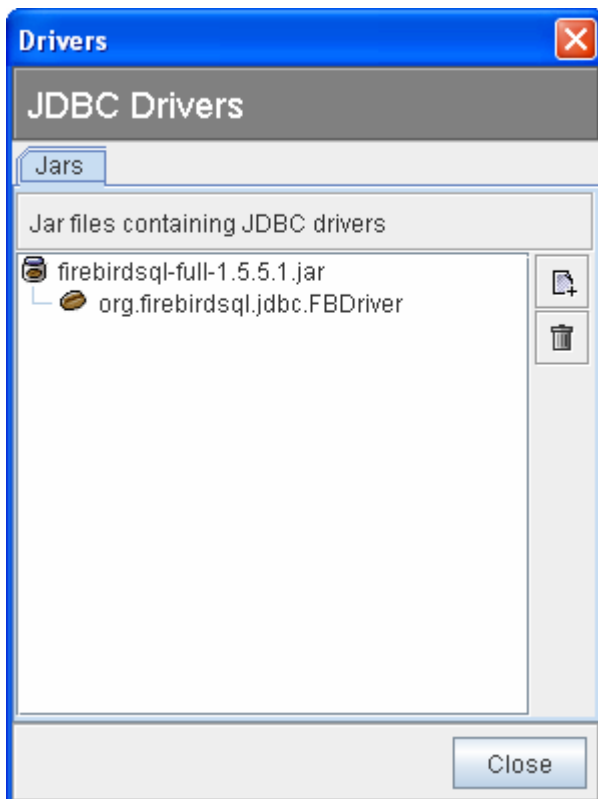 Drivers
JDBC Drivers
Jars
Jar files containing JDBC drivers
firebirdsql-full-1.5.5.1.jar
org.firebirdsql.jdbc.FBDriver
Close